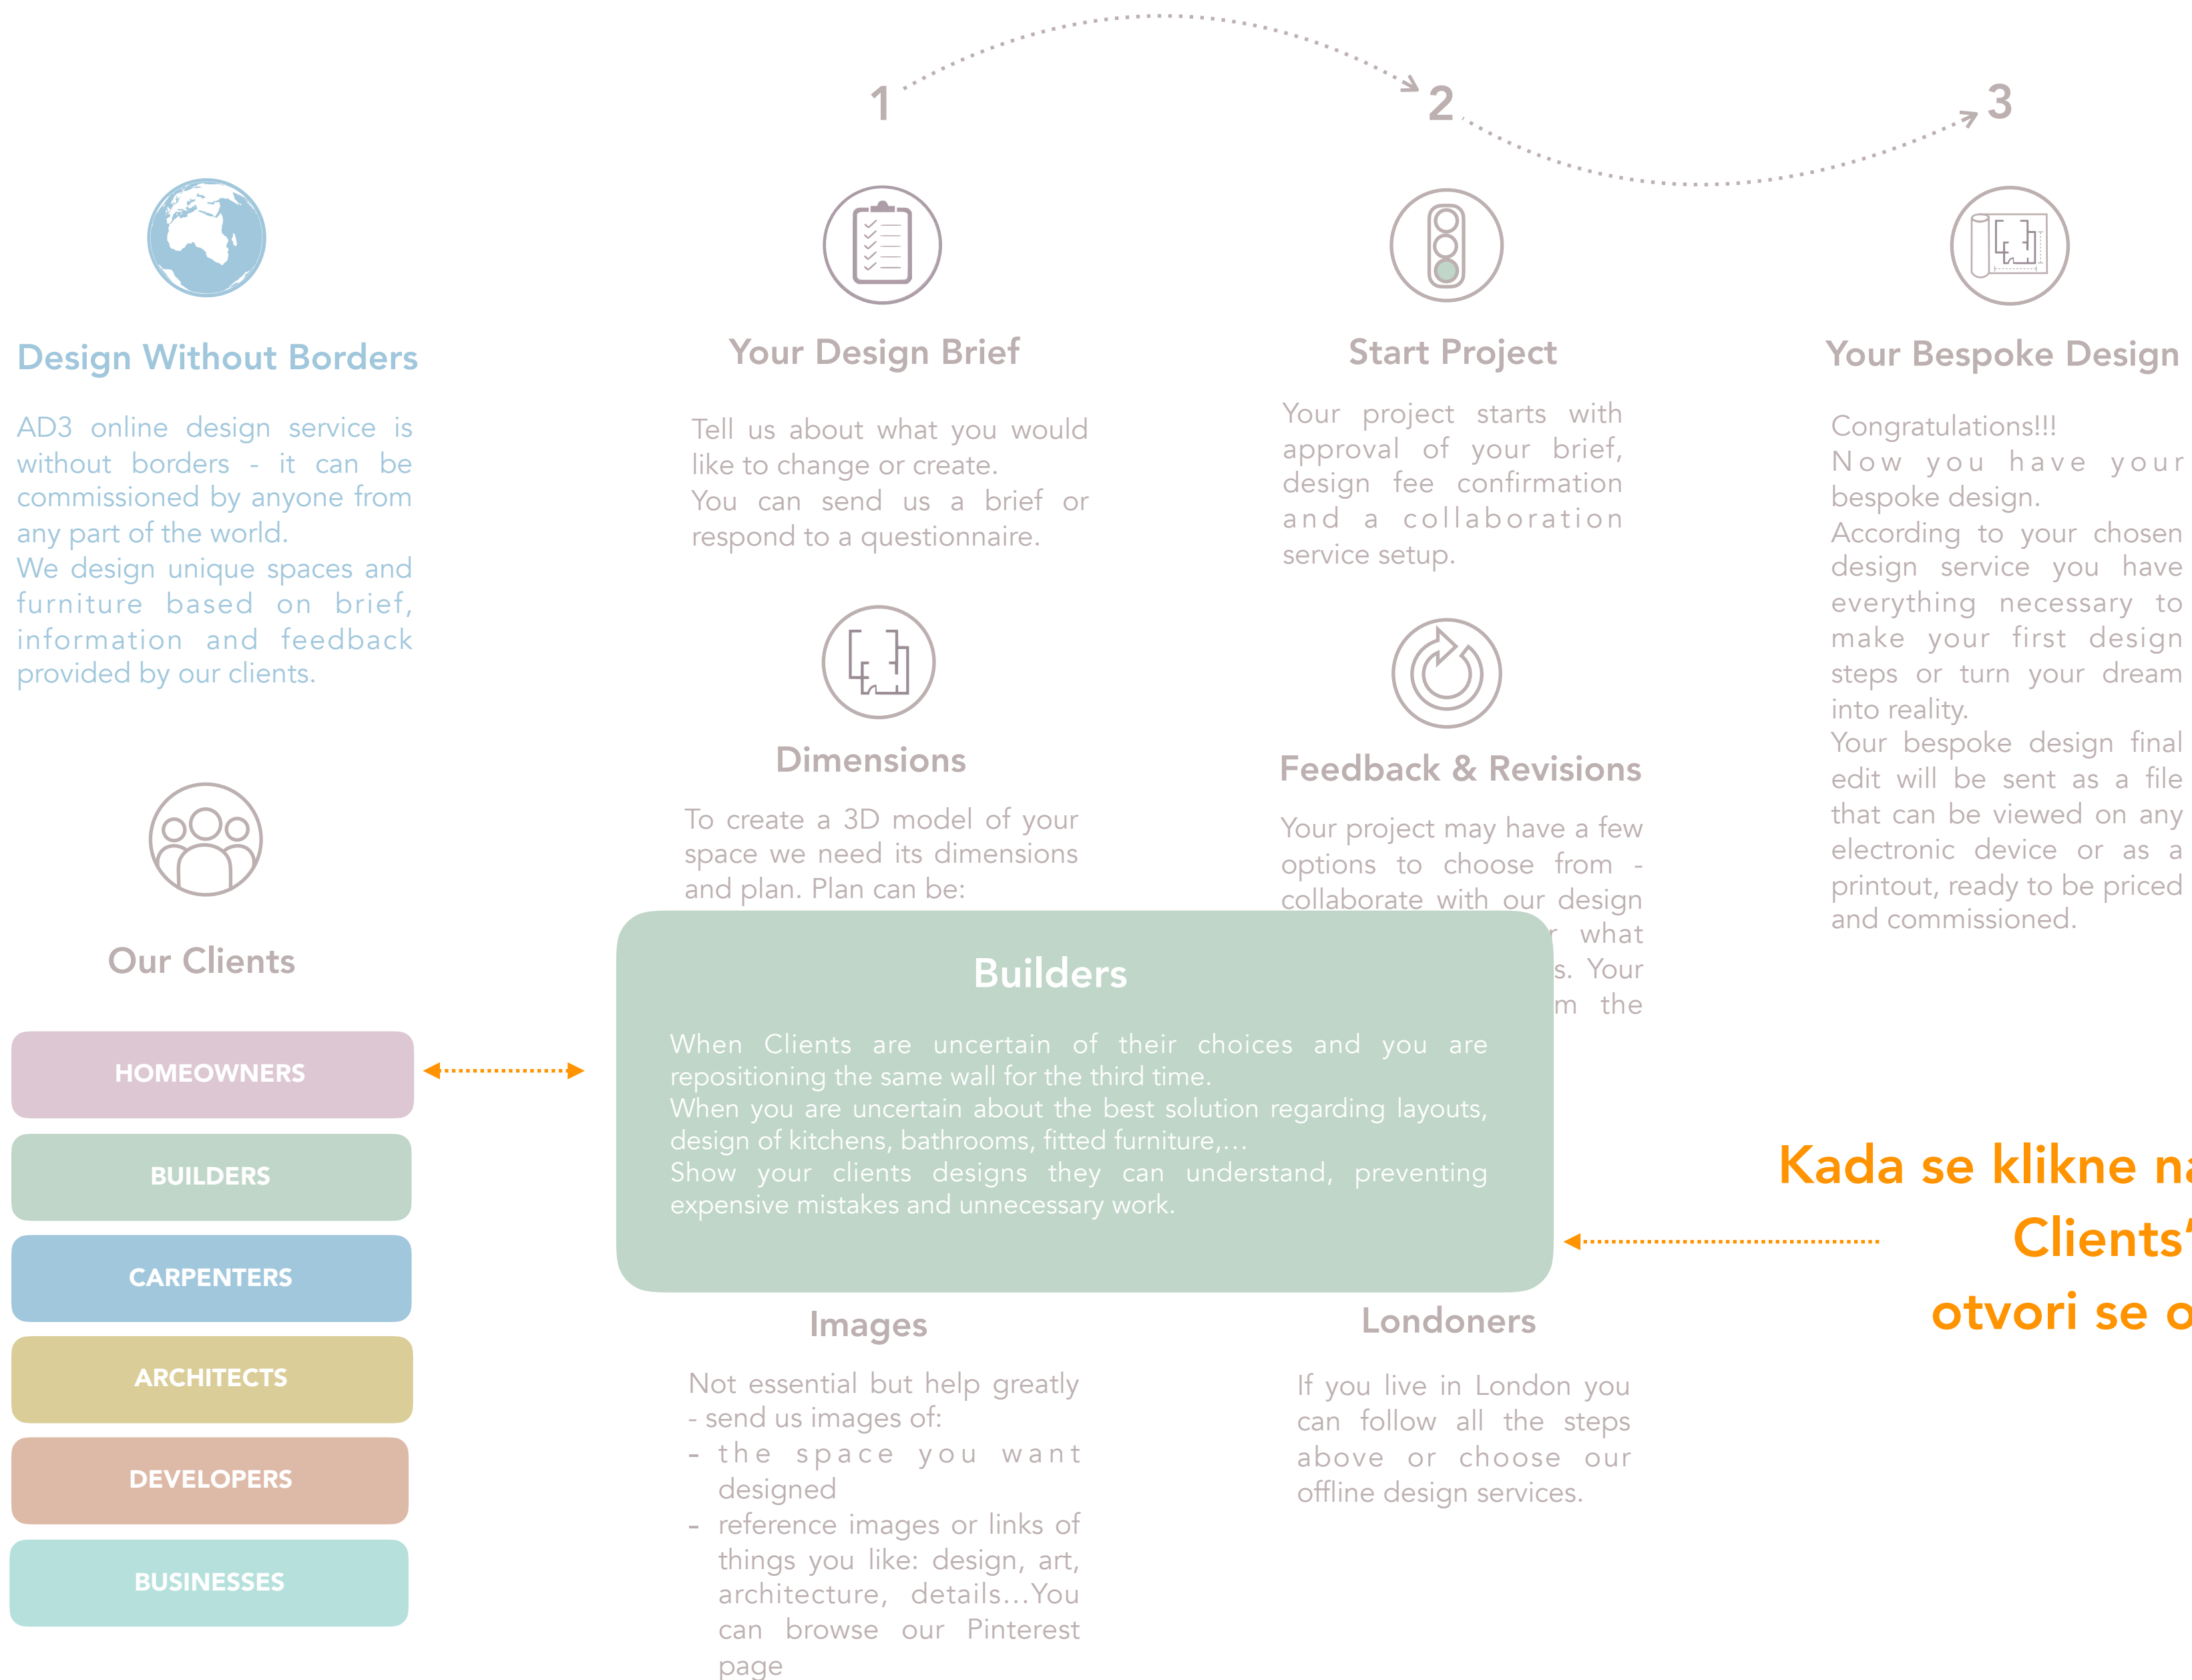 1
2
3
Design Without Borders
AD3 online design service is
without borders - it can be
commissioned by anyone from
any part of the world.
We design unique spaces and
furniture based on brief,
information and feedback
provided by our clients.
Our Clients
HOMEOWNERS
BUILDERS
CARPENTERS
ARCHITECTS
DEVELOPERS
BUSINESSES
Your Design Brief
Tell us about what you would
like to change or create.
You can send us a brief or
respond to a questionnaire.
Dimensions
To create a 3D model of your
space we need its dimensions
and plan. Plan can be:
Builders
When Clients are uncertain of their choices and you are
repositioning the same wall for the third time.
When you are uncertain about the best solution regarding layouts,
design of kitchens, bathrooms, fitted furniture,...
Show your clients designs they can understand, preventing
expensive mistakes and unnecessary work.
Images
Not essential but help greatly
- send us images of:
- the space you want
designed
- reference images or links of
things you like: design, art,
architecture, details...You
can browse our Pinterest
page
Start Project
Your project starts with
approval of your brief,
design fee confirmation
and a collaboration
service setup.
Feedback & Revisions
Your project may have a few
options to choose from -
collaborate with our design
what
s. Your
the
Londoners
If you live in London you
can follow all the steps
above or choose our
offline design services.
Your Bespoke Design
Congratulations!!!
Now you have your
bespoke design.
According to your chosen
design service you have
everything necessary to
make your first design
steps or turn your dream
into reality.
Your bespoke design final
edit will be sent as a file
that can be viewed on any
electronic device or as a
printout, ready to be priced
and commissioned.
Kada se klikne na
Clients"
otvori se o